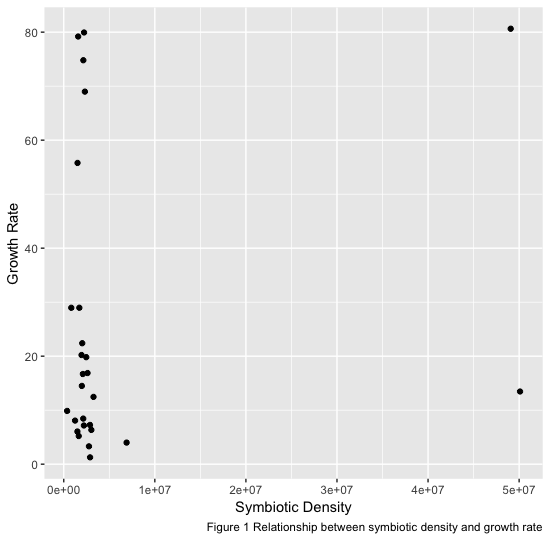 80
60
40
20
0
Growth Rate
0e+00 1e+07 2e+07 3e+07 4e+07 5e+07
Symbiotic Density
Figure 1 Relationship between symbiotic density and growth rate